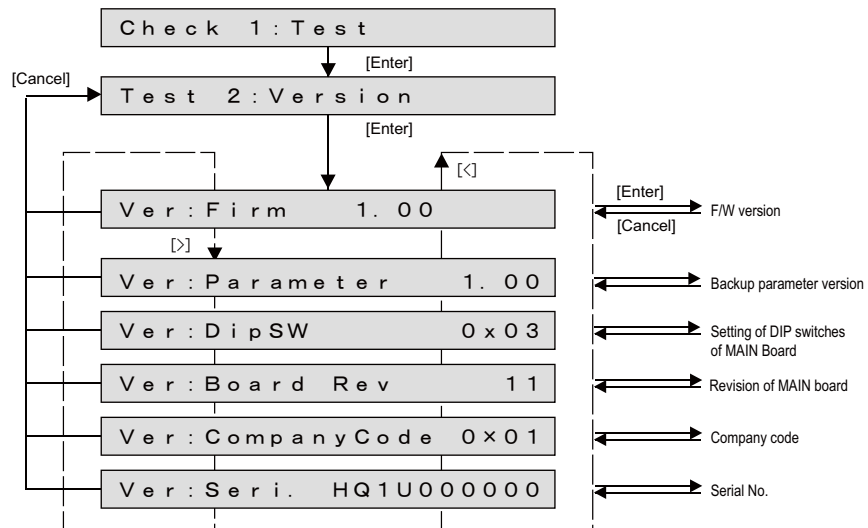 Check 1:Test
[Enter]
[Cancel]
Test 2:Version
[Enter]
[<]
Ver:Firm 1.00
[Enter]
[Cancel]
F/W version
[>]
Ver:Parameter 1.00
Backup parameter version
Ver:DipSW 0x03
Setting of DIP switches
of MAIN Board
Ver:Board Rev 11
Revision of MAIN board
Ver:CompanyCode 0×01
Company code
Ver:Seri. HQ1U000000
Serial No.